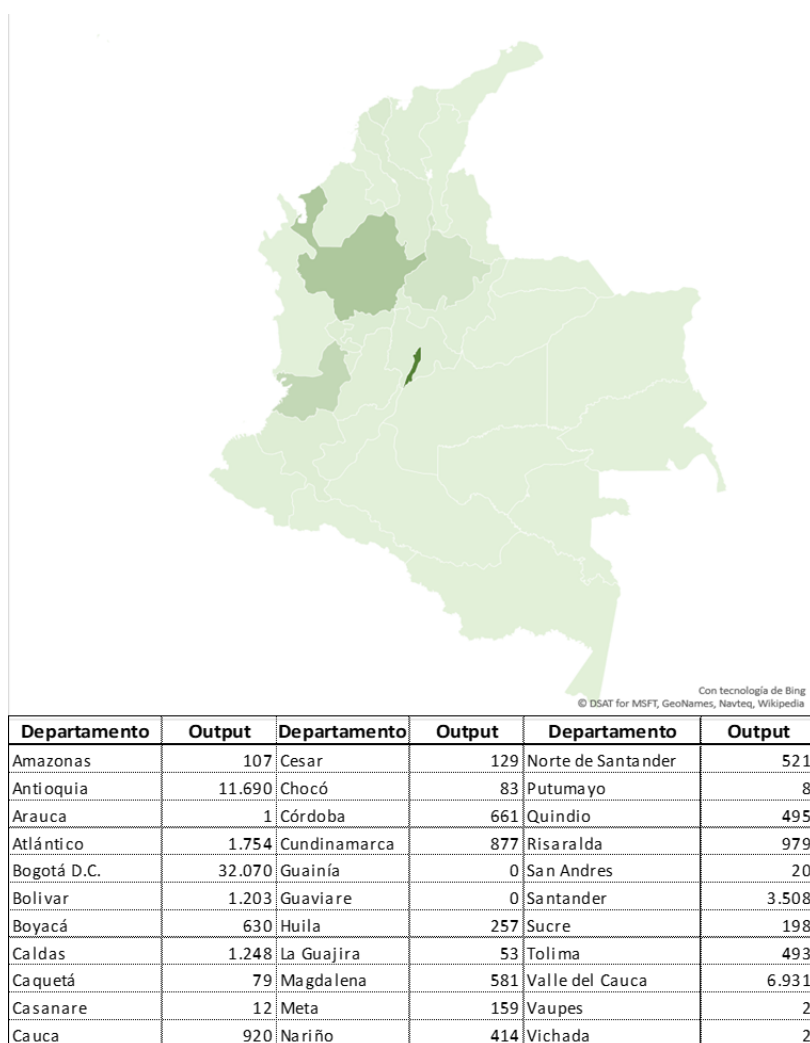 Con tecnología de Bing
© DSAT for MSFT, GeoNames, Navteq, Wikipedia
Departamento Output Departamento Output Departamento Output
Amazonas 107 Cesar 129 Norte de Santander 521
Antioquia 11.690 Chocó 83 Putumayo 8
Arauca 1 Córdoba 661 Quindio 495
Atlántico 1.754 Cundinamarca 877 Risaralda 979
Bogotá D.C. 32.070 Guainía 0 San Andres 20
Bolivar 1.203 Guaviare 0 Santander 3.508
Boyacá 630 Huila 257 Sucre 198
Caldas 1.248 La Guajira 53 Tolima 493
Caquetá 79 Magdalena 581 Valle del Cauca 6.931
Casanare 12 Meta 159 Vaupes 2
Cauca 920 Nariño 414 Vichada 2